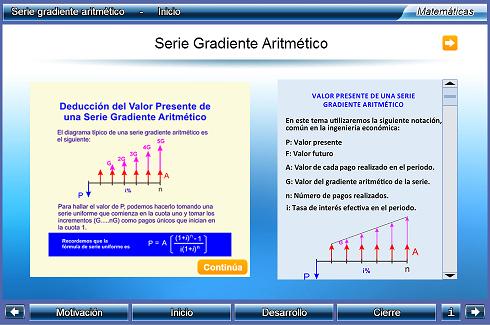 Serie gradiente aritmético - Inicio
Matemáticas
Serie Gradiente Aritmético
Deducción del Valor Presente de
una Serie Gradiente Aritmético
El diagrama típico de una serie gradiente aritmético es
el siguiente:
G 2G 3G 4G 5G
A
P i% n
Para hallar el valor de P, podemos hacerlo tomando una
serie uniforme que comienza en la cuota una y tomar los
incrementos (G.....nG) como pagos únicos que inician en
la cuota 1.
Recordemos que la
fórmula de serie uniforme es
P = A [ (1+i)ⁿ - 1 / i(1+i)ⁿ ]
Continúa
VALOR PRESENTE DE UNA SERIE
GRADIENTE ARITMÉTICO
En este tema utilizaremos la siguiente notación,
común en la ingeniería económica:
P: Valor presente
F: Valor futuro
A: Valor de cada pago realizado en el periodo.
G: Valor del gradiente aritmético de la serie.
n: Número de pagos realizados.
i: Tasa de interés efectiva en el periodo.
G
A
P i% n
Motivación
Inicio
Desarrollo
Cierre
i